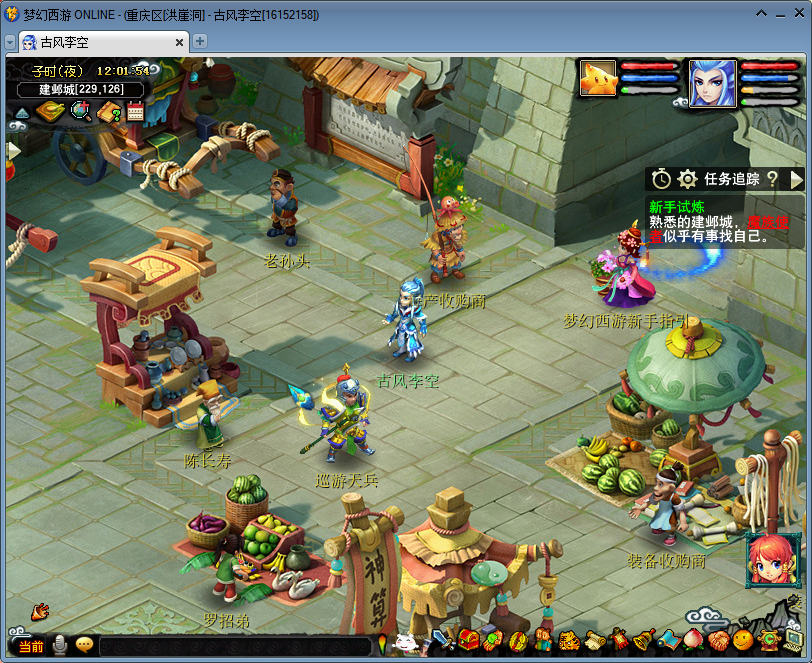 梦幻西游 ONLINE - (重庆区[洪崖洞] - 古风李空[16152158])
古风李空
子时(夜) 12:01:54
建邺城[229,126]
任务追踪 ?
新手试炼
熟悉的建邺城,
似乎有事找自己。
老孙头
产收购商
梦幻西游新手指引
古风李空
陈长寿
巡游天兵
神算
装备收购商
罗招弟
当前